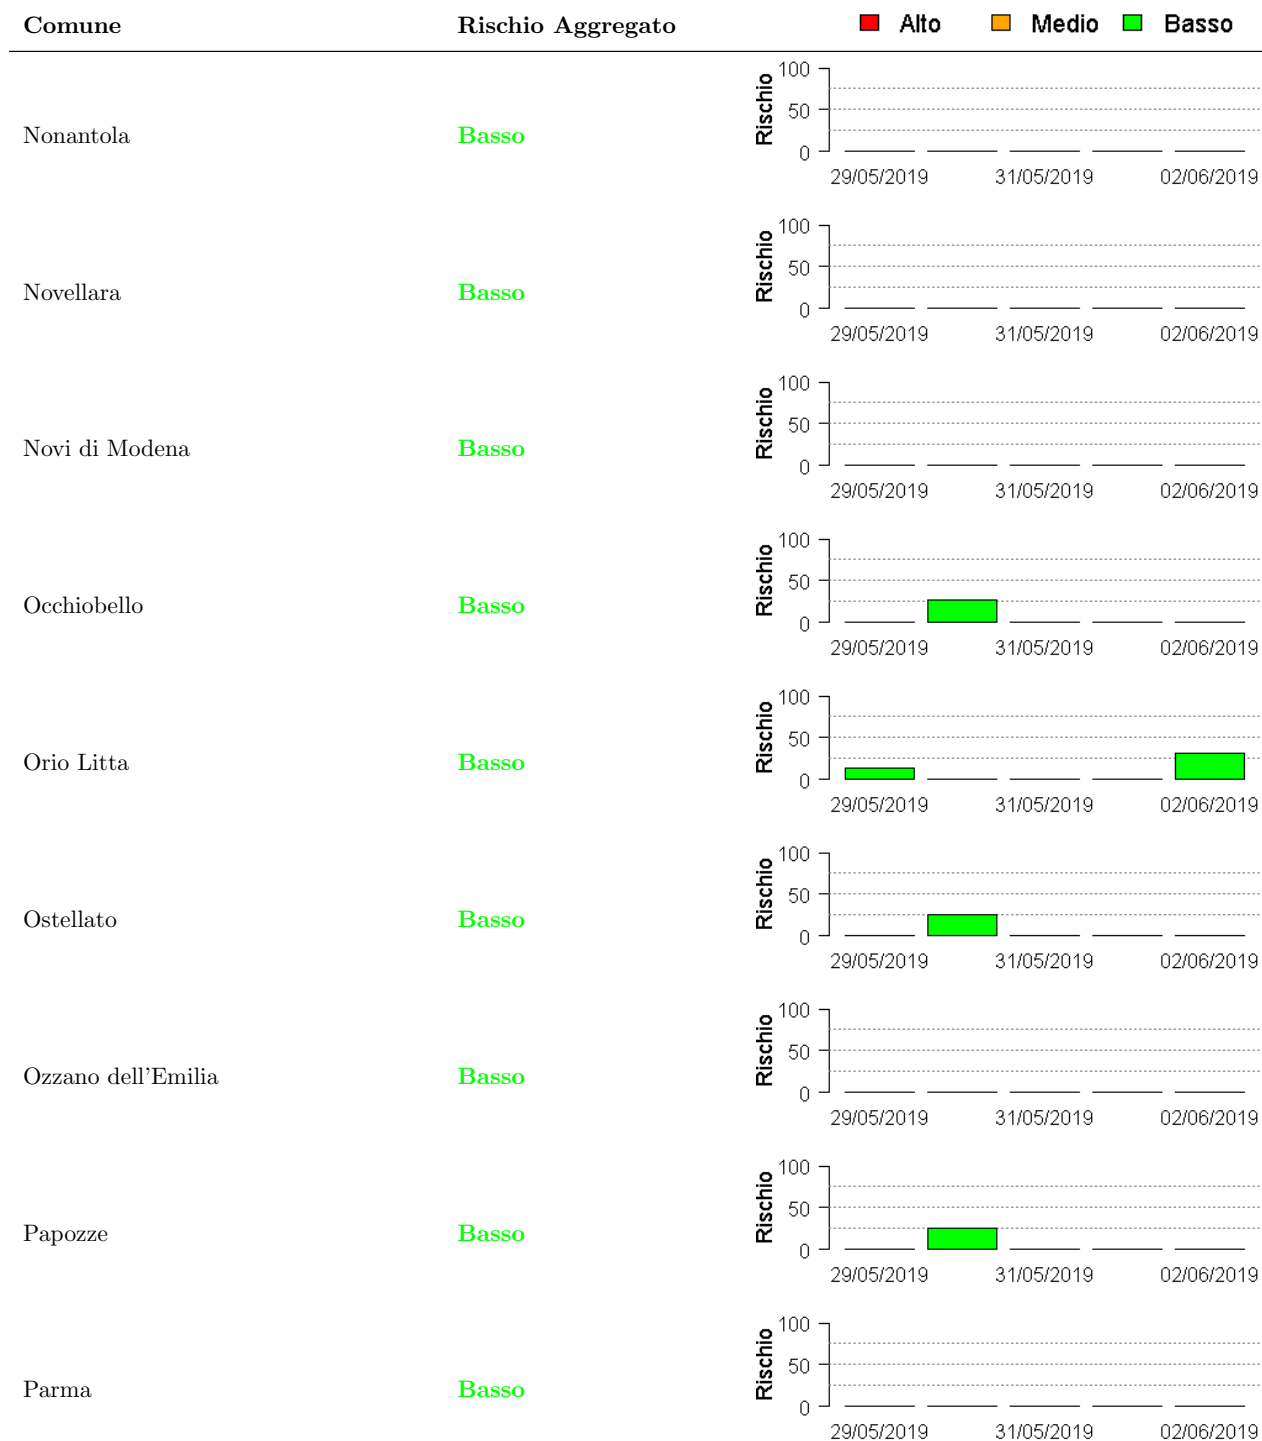 Comune Rischio Aggregato Alto Medio Basso
Nonantola Basso Rischio 100 50 0
29/05/2019 31/05/2019 02/06/2019
Novellara Basso Rischio 100 50 0
29/05/2019 31/05/2019 02/06/2019
Novi di Modena Basso Rischio 100 50 0
29/05/2019 31/05/2019 02/06/2019
Occhiobello Basso Rischio 100 50 0
29/05/2019 31/05/2019 02/06/2019
Orio Litta Basso Rischio 100 50 0
29/05/2019 31/05/2019 02/06/2019
Ostellato Basso Rischio 100 50 0
29/05/2019 31/05/2019 02/06/2019
Ozzano dell'Emilia Basso Rischio 100 50 0
29/05/2019 31/05/2019 02/06/2019
Papozze Basso Rischio 100 50 0
29/05/2019 31/05/2019 02/06/2019
Parma Basso Rischio 100 50 0
29/05/2019 31/05/2019 02/06/2019